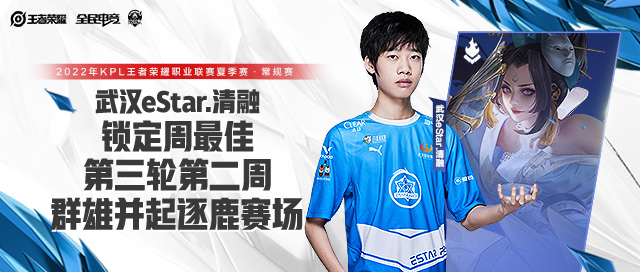 王者荣耀 全民电竞
2022年KPL王者荣耀职业联赛夏季赛·常规赛
武汉eStar.清融
锁定周最佳
第三轮第二周
群雄并起逐鹿赛场
武汉eStar.清融
ESTAR